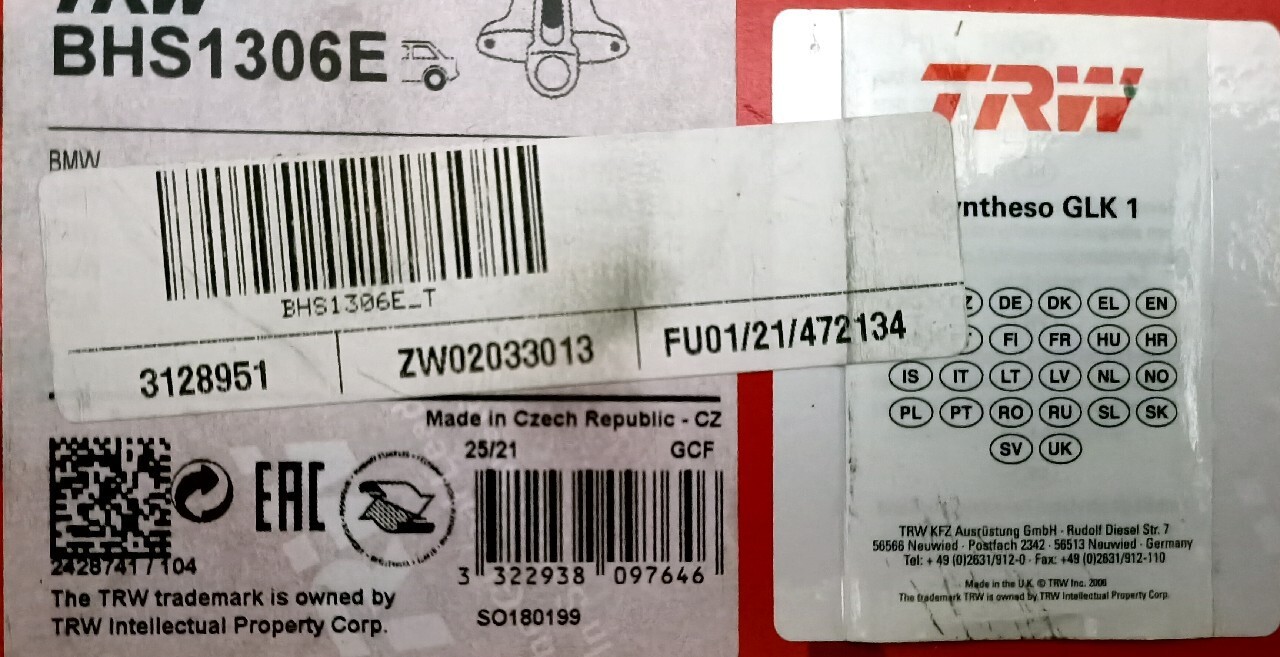 TRW
BHS1306E
BMW
BHS1306E_T
3128951
ZW02033013
FU01/21/472134
Made in Czech Republic - CZ
25/21
GCF
EAC
2428741 / 104
3 322938 097646
The TRW trademark is owned by
TRW Intellectual Property Corp.
SO180199
TRW
yntheso GLK 1
Z DE DK EL EN
FI FR HU HR
IS IT LT LV NL NO
PL PT RO RU SL SK
SV UK
TRW KFZ Ausrüstung GmbH · Rudolf Diesel Str. 7
56566 Neuwied · Postfach 2342 · 56513 Neuwied · Germany
Tel: + 49 (0)2631/912-0 · Fax: +49 (0)2631/912-110
Made in the U.K. © TRW Inc. 2006
The trademark TRW is owned by TRW Intellectual Property Corp.